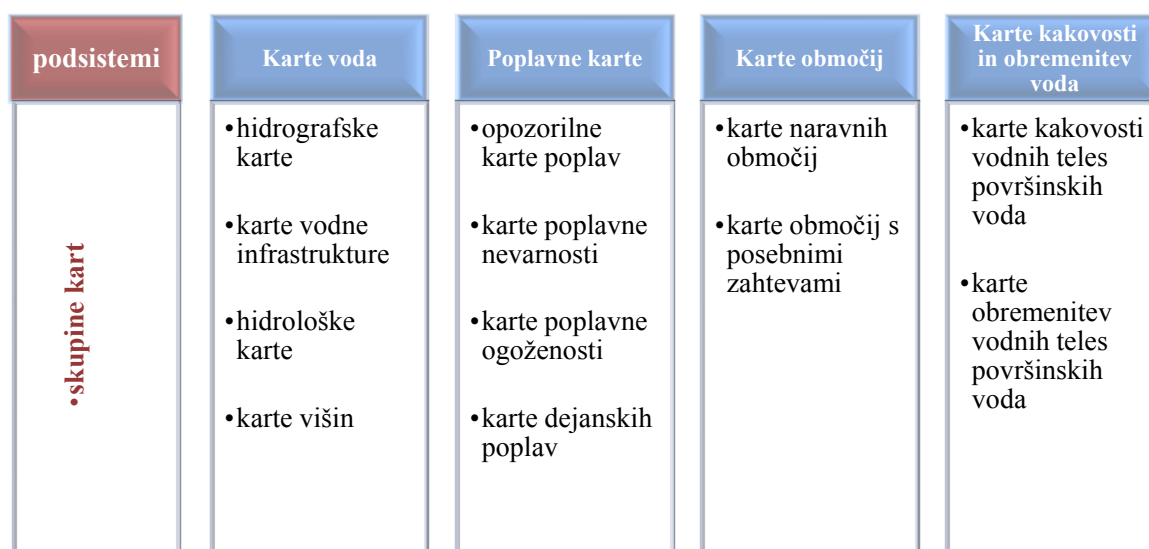 podsistemi
•skupine kart
Karte voda
•hidrografske
karte
•karte vodne
infrastrukture
•hidrološke
karte
•karte višin
Poplavne karte
•opozorilne
karte poplav
•karte poplavne
nevarnosti
•karte poplavne
ogoženosti
•karte dejanskih
poplav
Karte območij
•karte naravnih
območij
•karte območij s
posebnimi
zahtevami
Karte kakovosti
in obremenitev
voda
•karte kakovosti
vodnih teles
površinskih
voda
•karte
obremenitev
vodnih teles
površinskih
voda